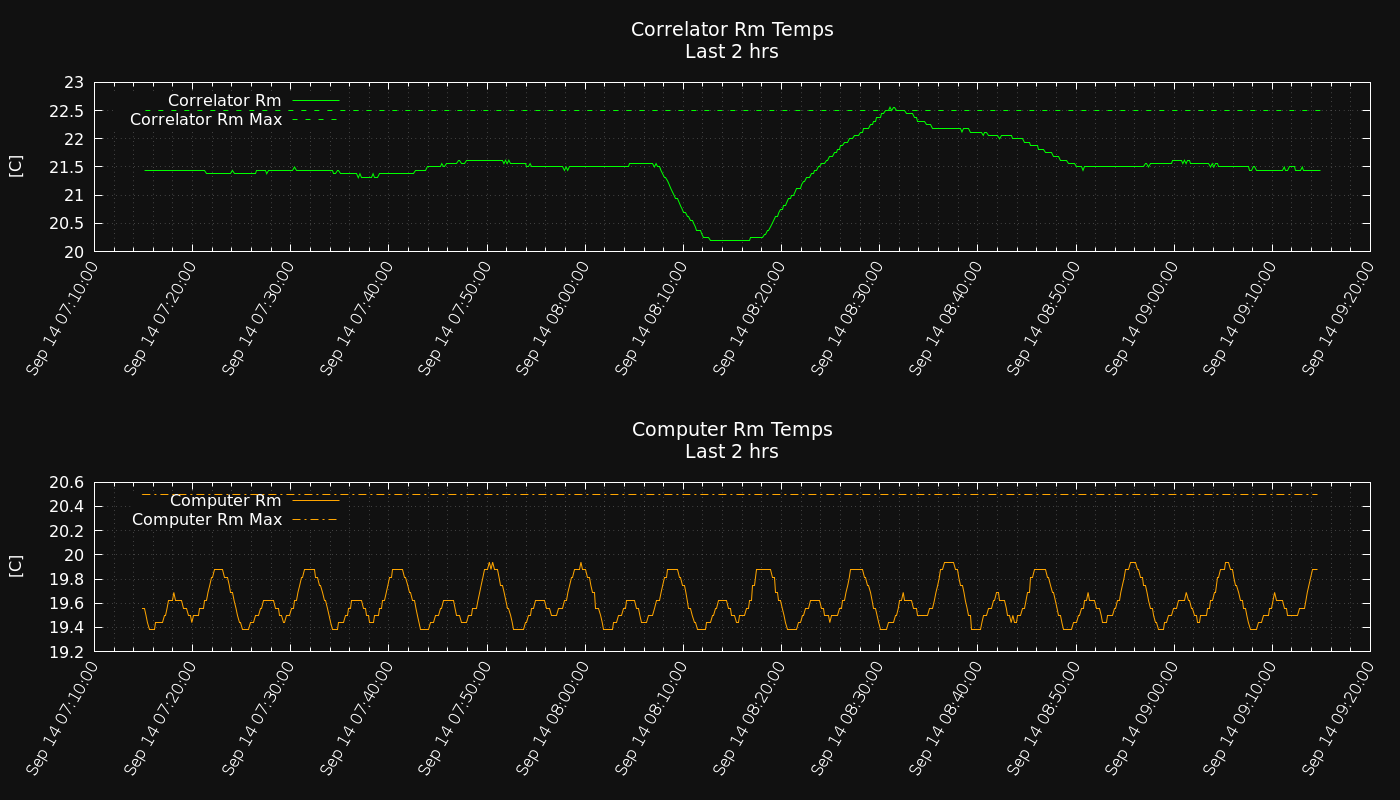 Correlator Rm Temps
Last 2 hrs
23
22.5
22
21.5
21
20.5
20
[C]
Correlator Rm
Correlator Rm Max
Sep 14 07:10:00
Sep 14 07:20:00
Sep 14 07:30:00
Sep 14 07:40:00
Sep 14 07:50:00
Sep 14 08:00:00
Sep 14 08:10:00
Sep 14 08:20:00
Sep 14 08:30:00
Sep 14 08:40:00
Sep 14 08:50:00
Sep 14 09:00:00
Sep 14 09:10:00
Sep 14 09:20:00
Computer Rm Temps
Last 2 hrs
20.6
20.4
20.2
20
19.8
19.6
19.4
19.2
[C]
Computer Rm
Computer Rm Max
Sep 14 07:10:00
Sep 14 07:20:00
Sep 14 07:30:00
Sep 14 07:40:00
Sep 14 07:50:00
Sep 14 08:00:00
Sep 14 08:10:00
Sep 14 08:20:00
Sep 14 08:30:00
Sep 14 08:40:00
Sep 14 08:50:00
Sep 14 09:00:00
Sep 14 09:10:00
Sep 14 09:20:00